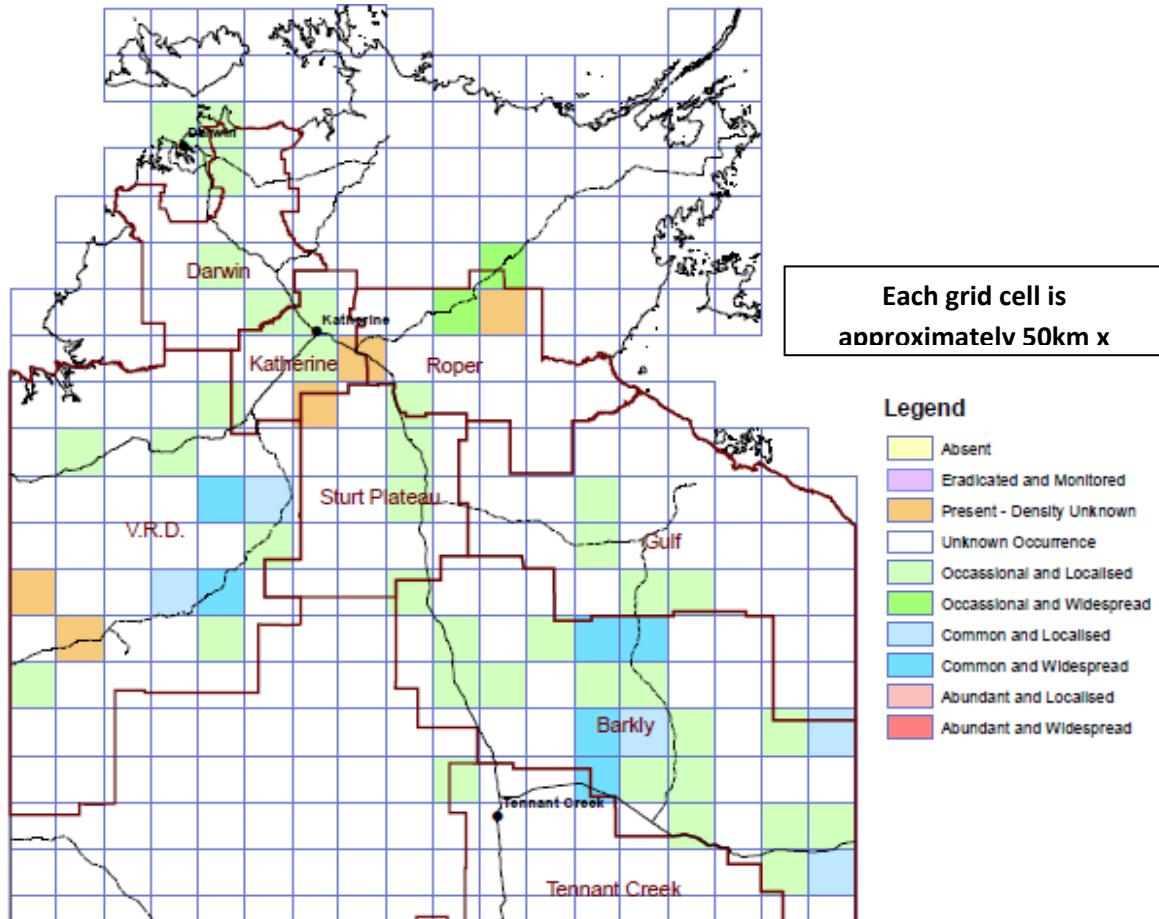 Darwin
Darwin
Each grid cell is
approximately 50km x
Katherine
Katherine
Roper
Legend
Absent
Eradicated and Monitored
Sturt Plateau
Present - Density Unknown
V.R.D.
Gulf
Unknown Occurrence
Occassional and Localised
Occassional and Widespread
Common and Localised
Common and Widespread
Abundant and Localised
Abundant and Widespread
Barkly
Tennant Creek
Tennant Creek